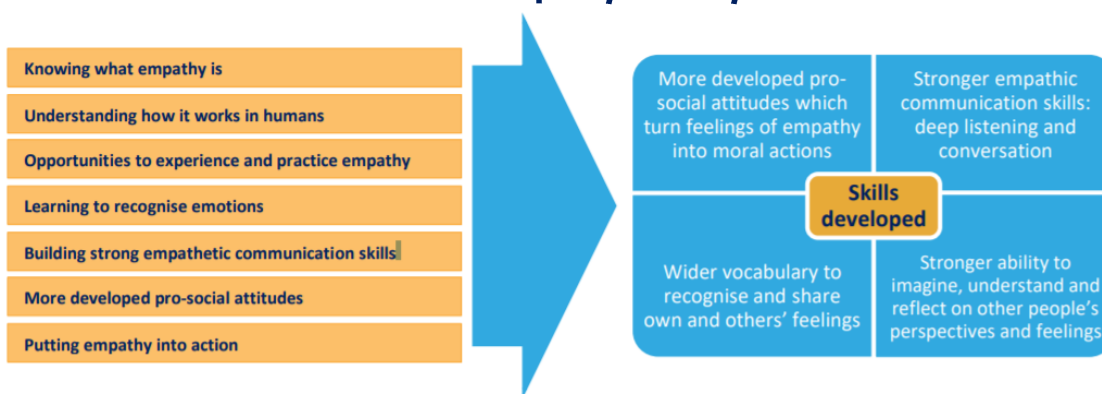 Knowing what empathy is
Understanding how it works in humans
Opportunities to experience and practice empathy
Learning to recognise emotions
Building strong empathetic communication skills
More developed pro-social attitudes
Putting empathy into action
More developed pro-
social attitudes which
turn feelings of empathy
into moral actions
Stronger empathic
communication skills:
deep listening and
conversation
Skills
developed
Wider vocabulary to
recognise and share
own and others’ feelings
Stronger ability to
imagine, understand and
reflect on other people’s
perspectives and feelings